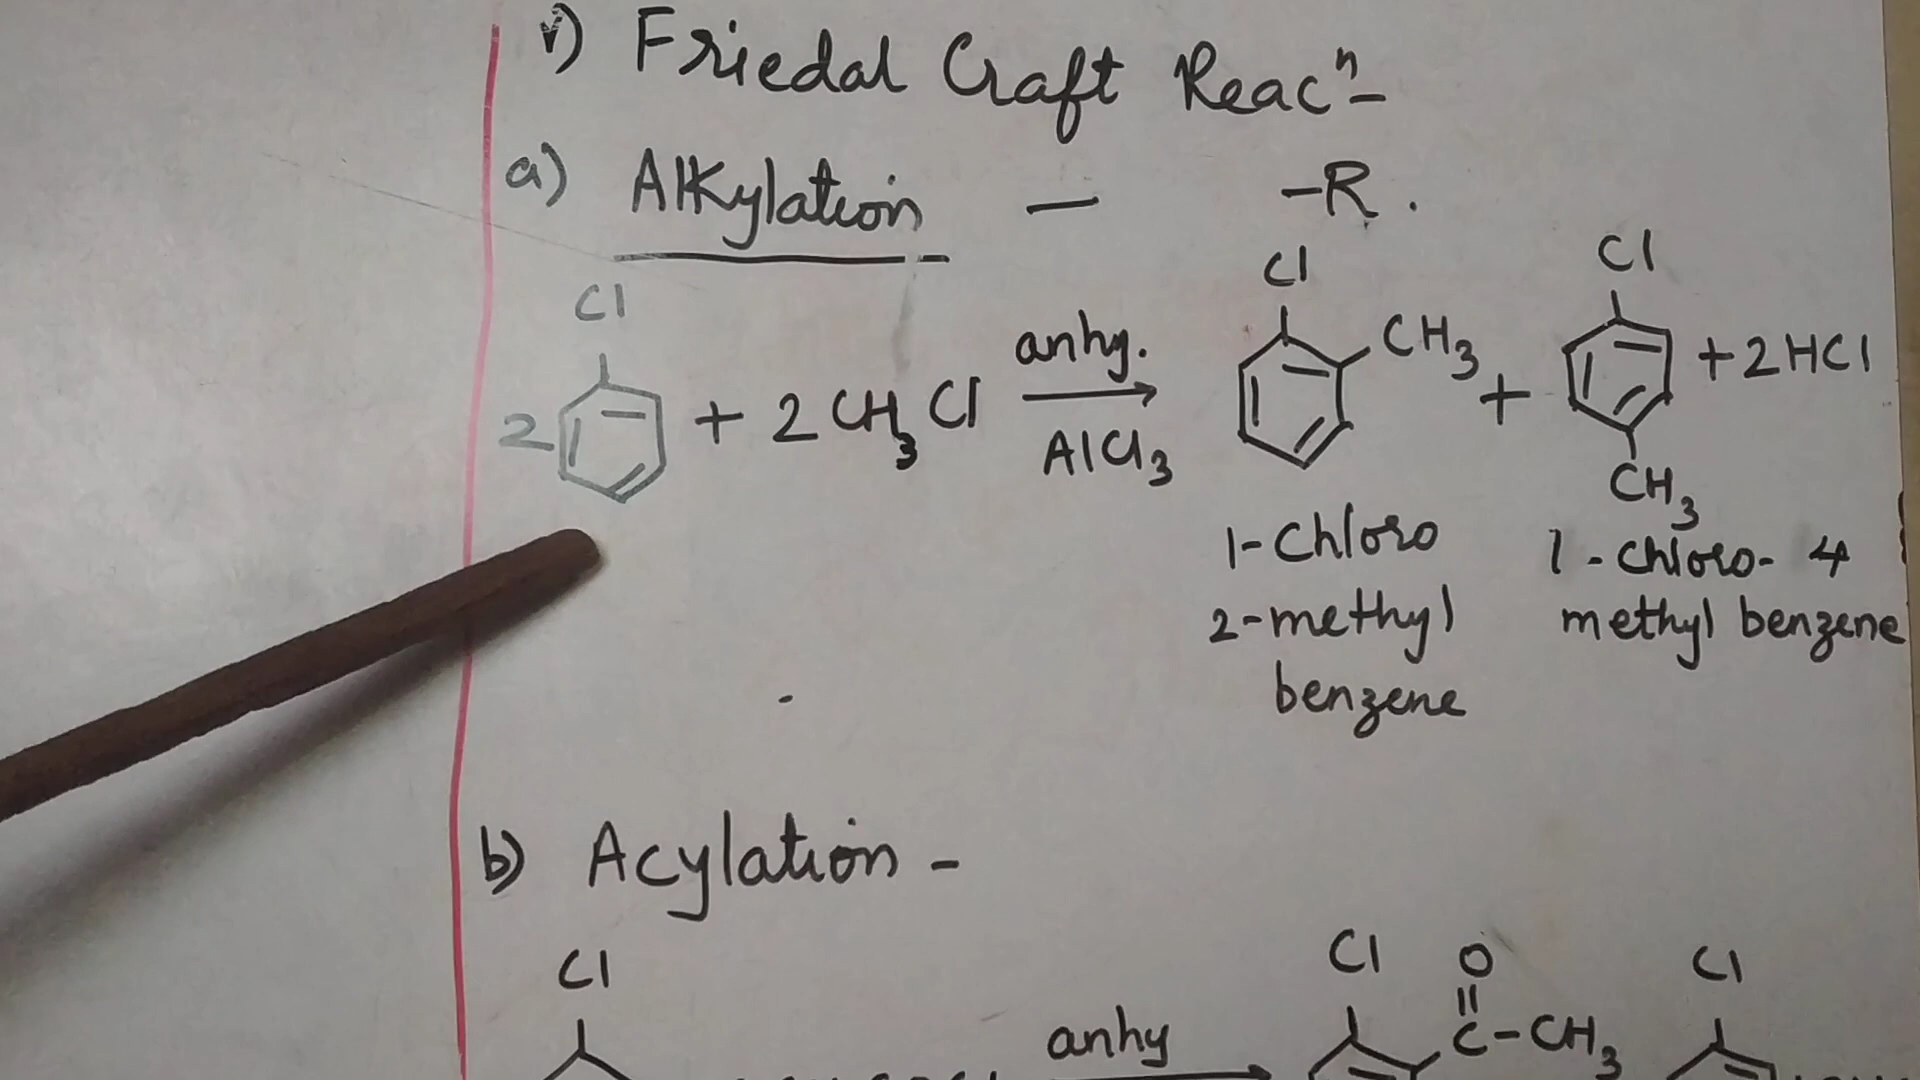 v) Friedal Craft Reacⁿ-
a) Alkylation — -R.
Cl
2 + 2 CH₃Cl anhy. AlCl₃ → Cl CH₃ + Cl CH₃ + 2HCl
1-Chloro
2-methyl
benzene
1-Chloro-4
methyl benzene
b) Acylation -
Cl
anhy
Cl O
C-CH₃
Cl